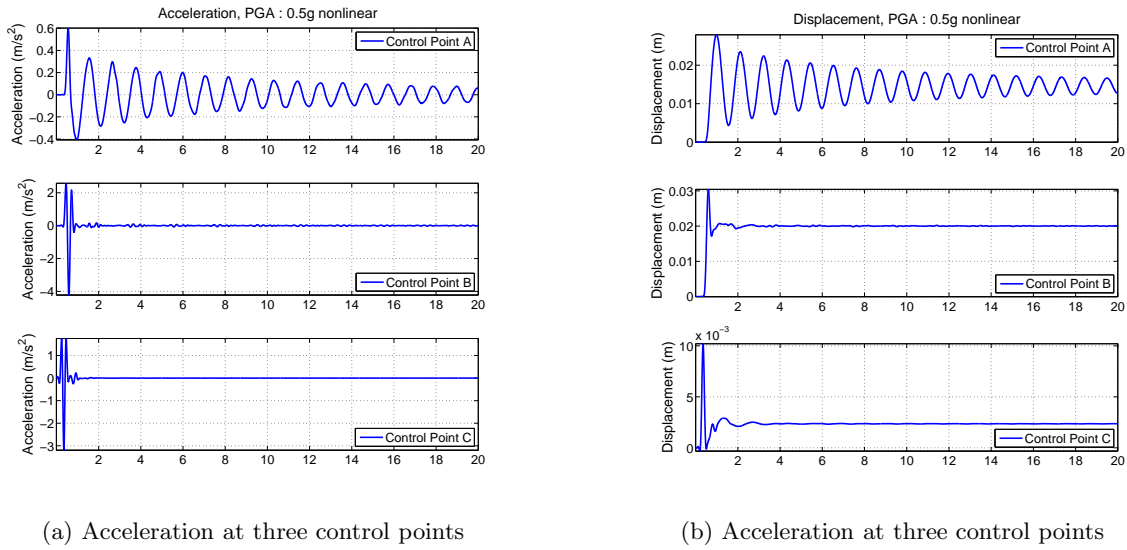 Acceleration, PGA : 0.5g nonlinear
Acceleration (m/s²)
0.6
0.4
0.2
0
−0.2
−0.4
Control Point A
2 4 6 8 10 12 14 16 18 20
Acceleration (m/s²)
2
0
−2
−4
Control Point B
2 4 6 8 10 12 14 16 18 20
Acceleration (m/s²)
1
0
−1
−2
−3
Control Point C
2 4 6 8 10 12 14 16 18 20
(a) Acceleration at three control points
Displacement, PGA : 0.5g nonlinear
Displacement (m)
0.02
0.01
0
Control Point A
2 4 6 8 10 12 14 16 18 20
Displacement (m)
0.03
0.02
0.01
0
Control Point B
2 4 6 8 10 12 14 16 18 20
x 10⁻³
Displacement (m)
10
5
0
Control Point C
2 4 6 8 10 12 14 16 18 20
(b) Acceleration at three control points